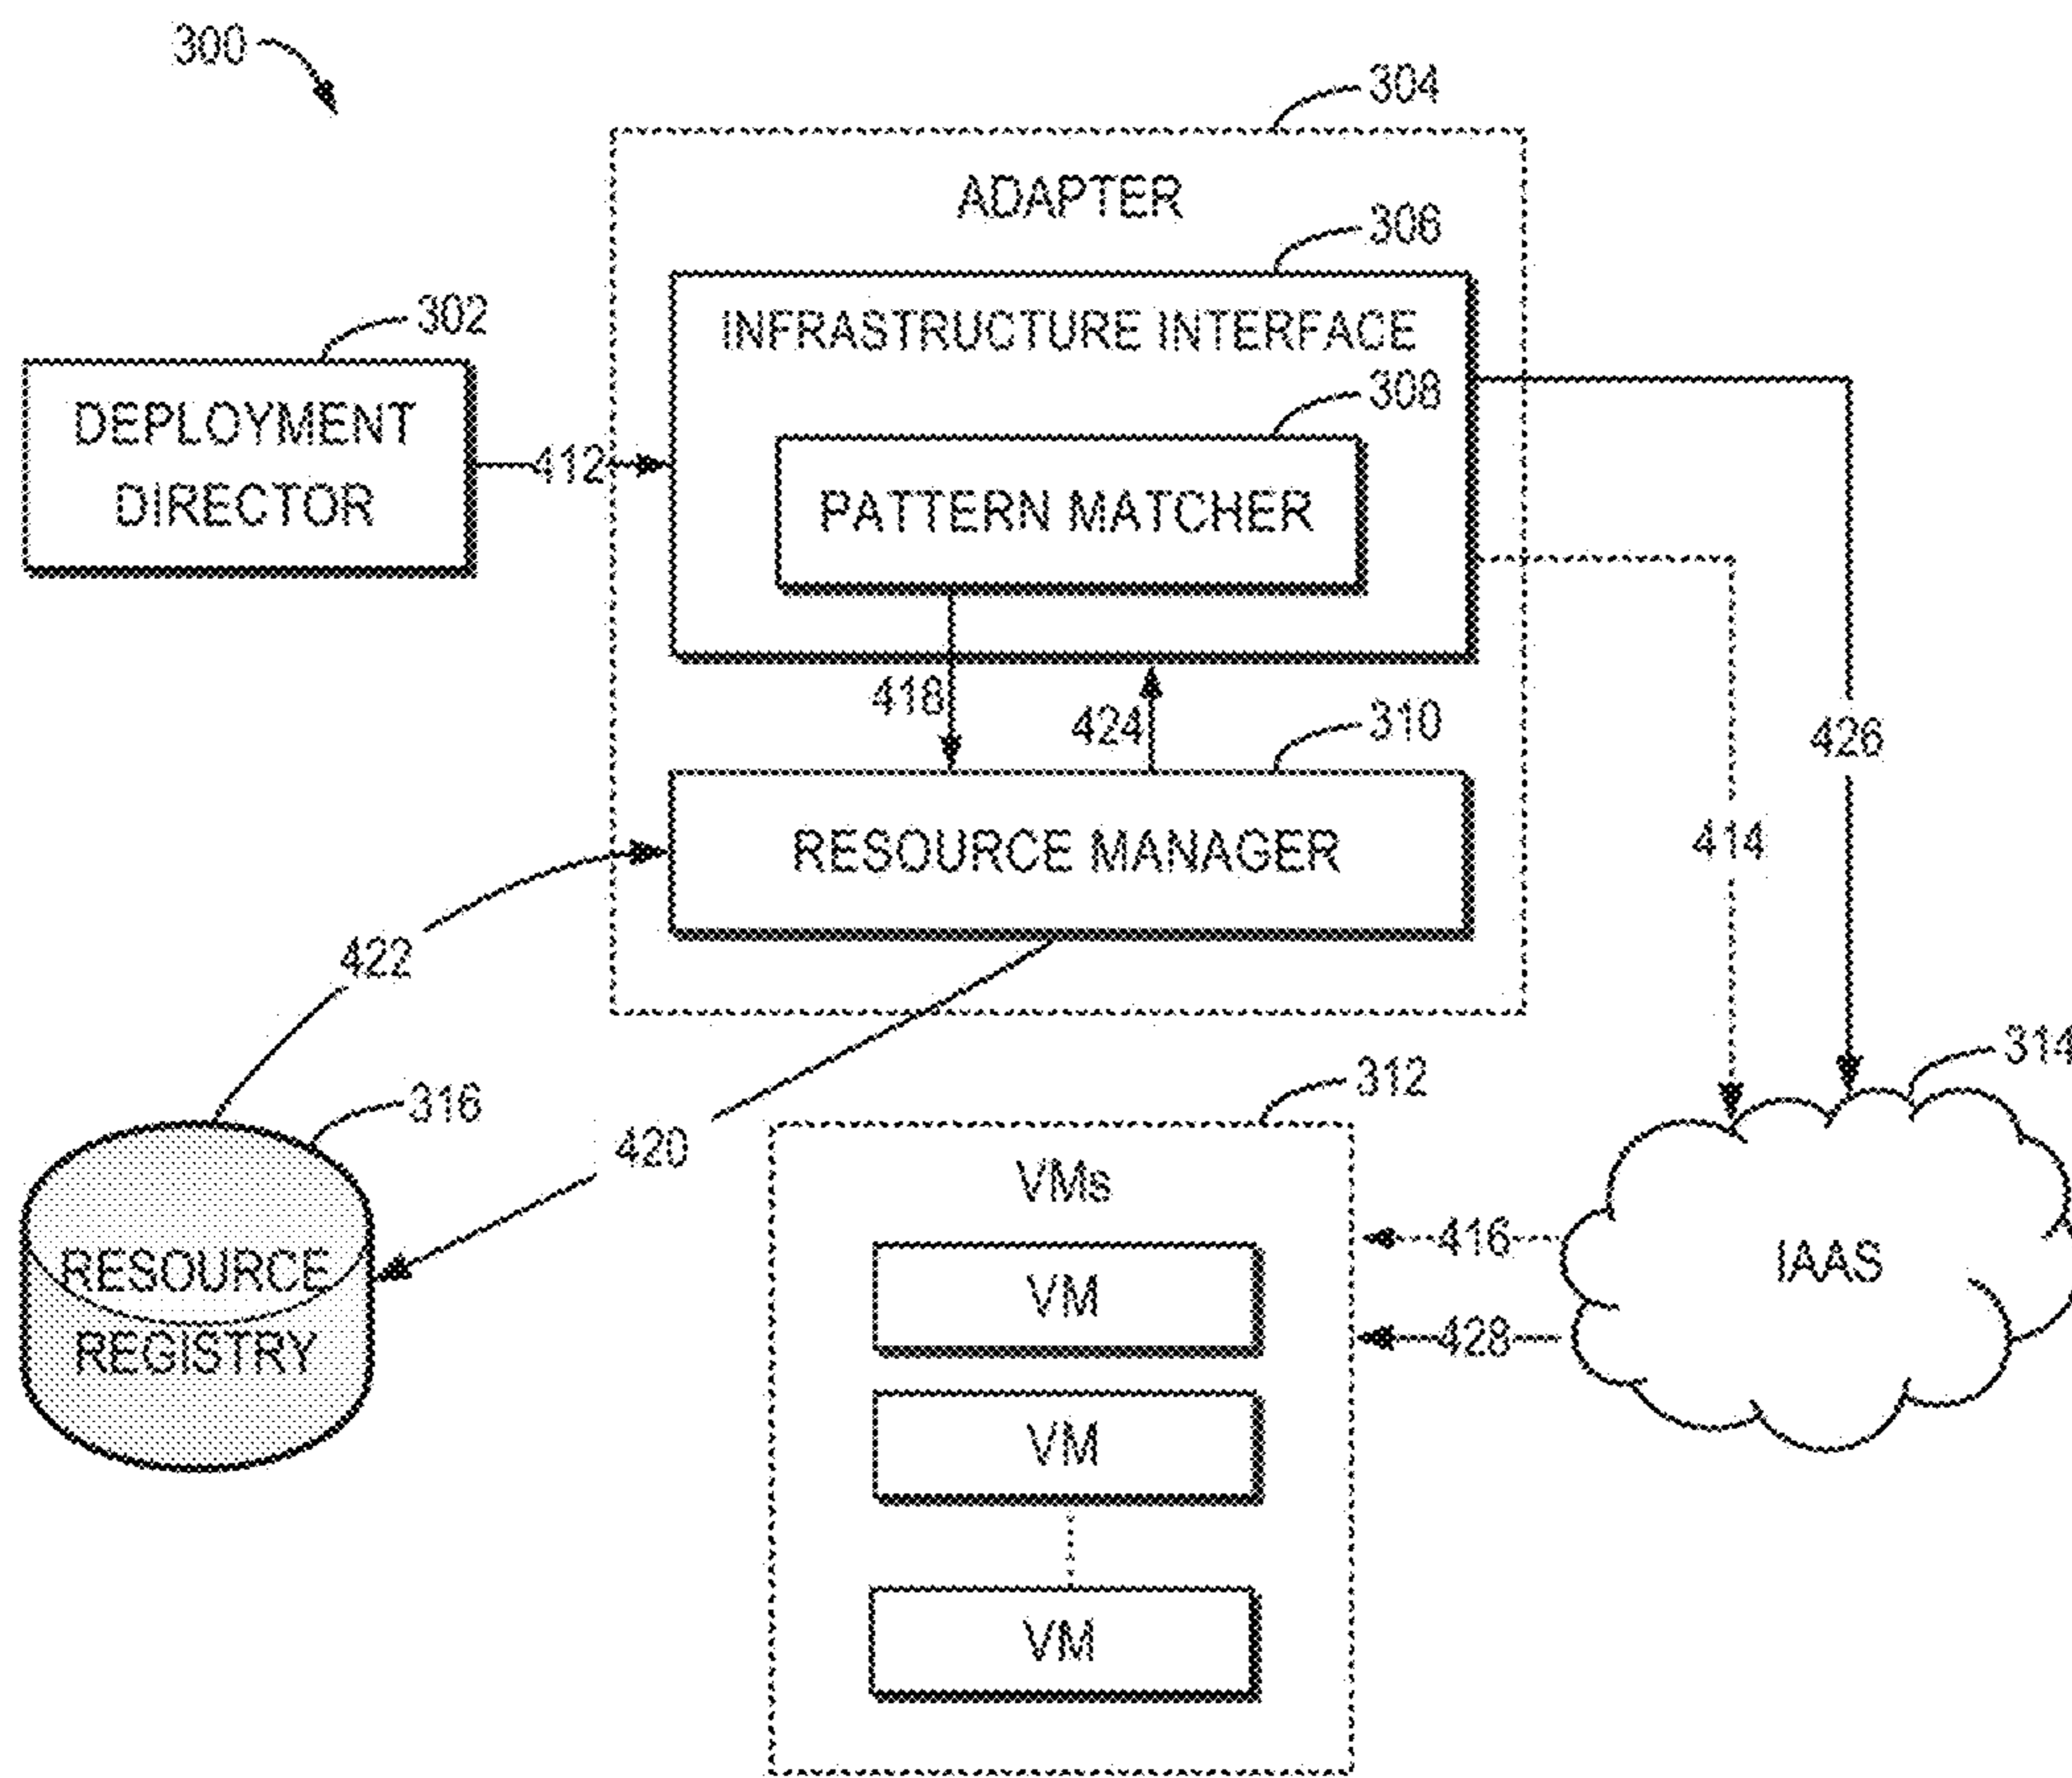 300
304
ADAPTER
306
INFRASTRUCTURE INTERFACE
302
308
DEPLOYMENT
DIRECTOR
412
PATTERN MATCHER
418
424
310
426
414
RESOURCE MANAGER
422
314
312
316
420
VMs
416
IAAS
RESOURCE
REGISTRY
VM
428
VM
VM